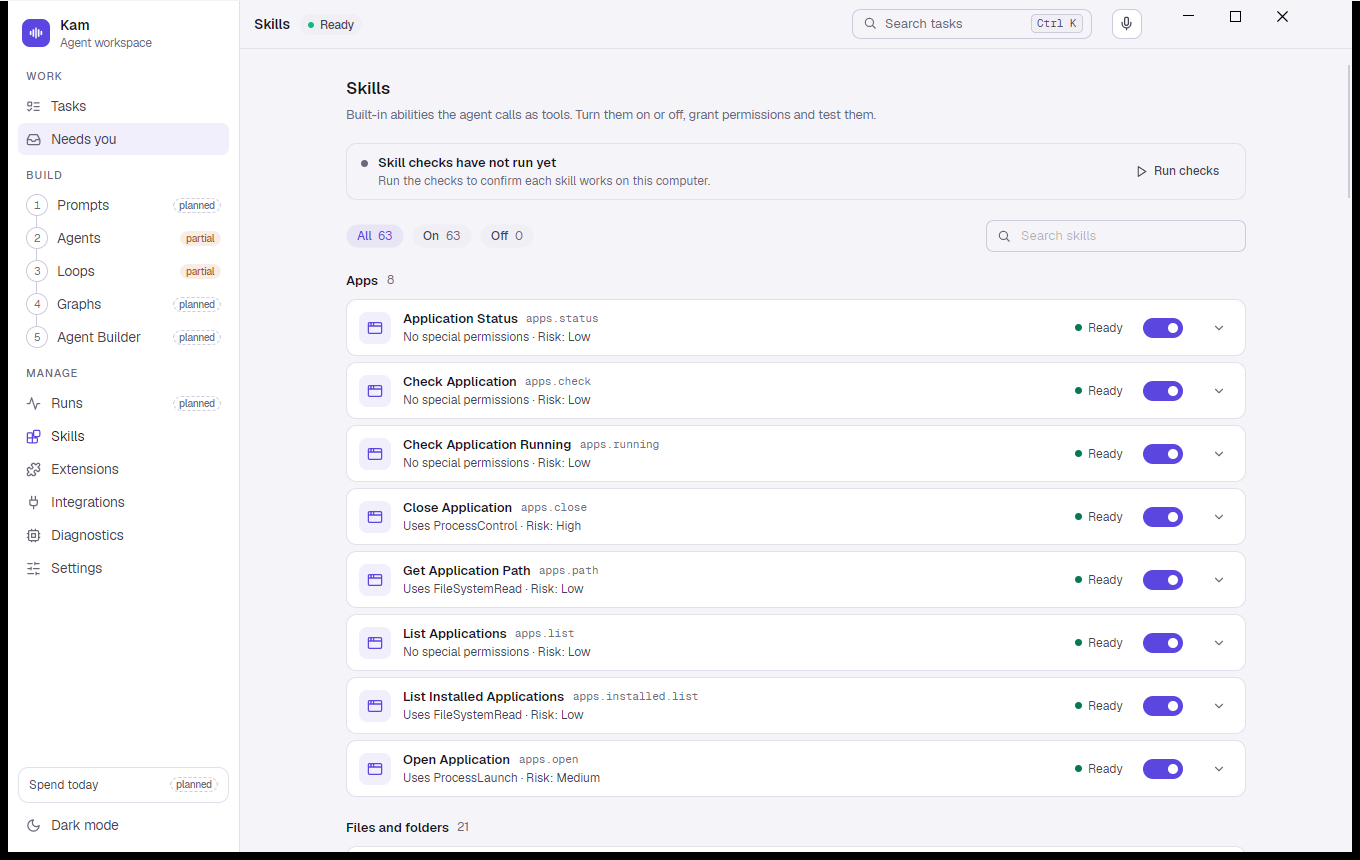 Kam
Agent workspace
WORK
Tasks
Needs you
BUILD
1 Prompts planned
2 Agents partial
3 Loops partial
4 Graphs planned
5 Agent Builder planned
MANAGE
Runs planned
Skills
Extensions
Integrations
Diagnostics
Settings
Spend today planned
Dark mode
Skills Ready
Search tasks Ctrl K
Skills
Built-in abilities the agent calls as tools. Turn them on or off, grant permissions and test them.
Skill checks have not run yet
Run the checks to confirm each skill works on this computer.
Run checks
All 63 On 63 Off 0
Search skills
Apps 8
Application Status apps.status
No special permissions · Risk: Low
Ready
Check Application apps.check
No special permissions · Risk: Low
Ready
Check Application Running apps.running
No special permissions · Risk: Low
Ready
Close Application apps.close
Uses ProcessControl · Risk: High
Ready
Get Application Path apps.path
Uses FileSystemRead · Risk: Low
Ready
List Applications apps.list
No special permissions · Risk: Low
Ready
List Installed Applications apps.installed.list
Uses FileSystemRead · Risk: Low
Ready
Open Application apps.open
Uses ProcessLaunch · Risk: Medium
Ready
Files and folders 21